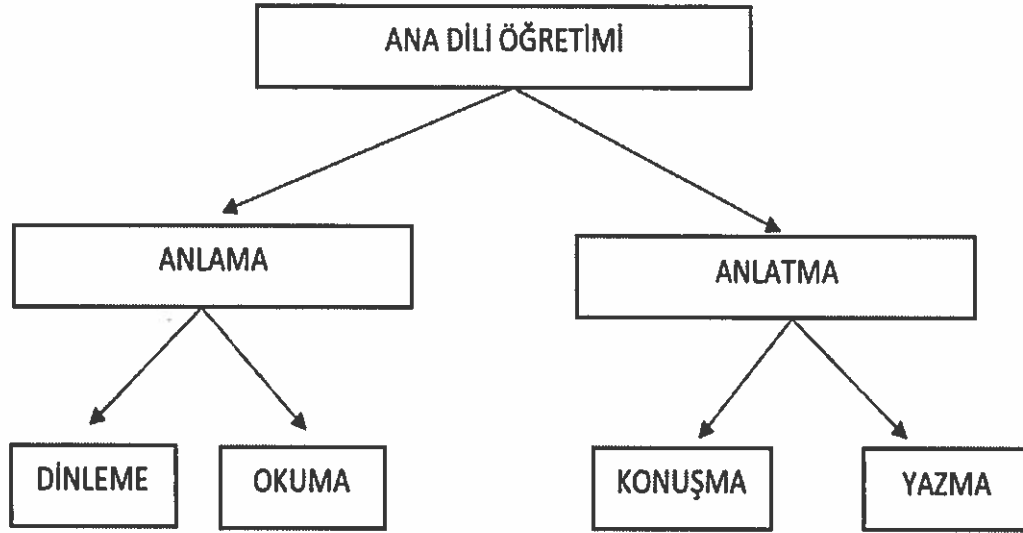 ANA DİLİ ÖĞRETİMİ
ANLAMA
ANLATMA
DİNLEME
OKUMA
KONUŞMA
YAZMA